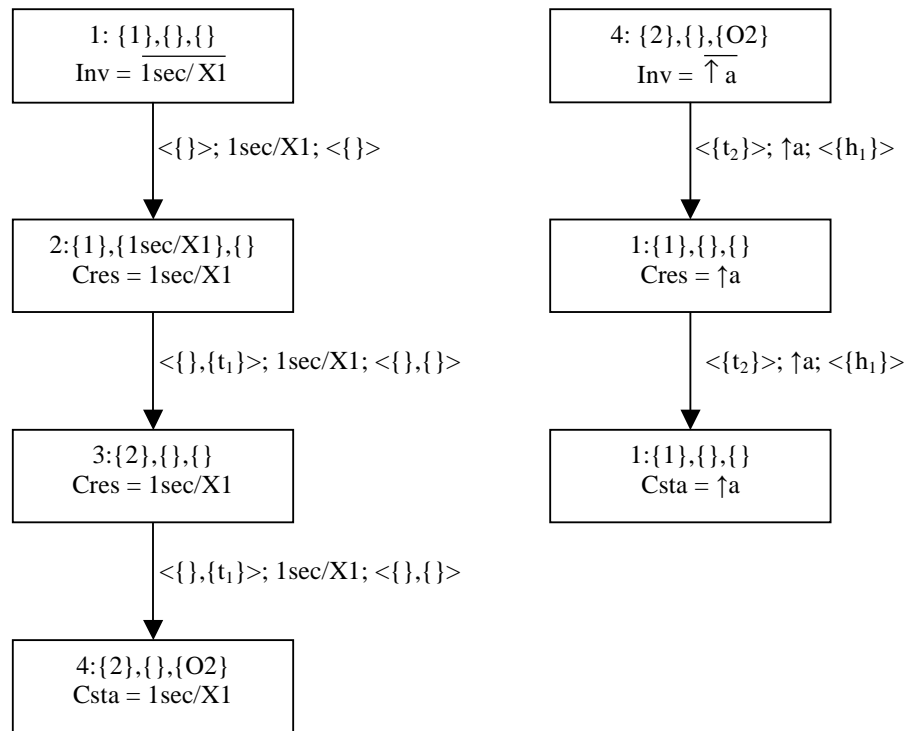 1: {1},{},{}
Inv = \overline{1sec/ X1}
<{}>; 1sec/X1; <{}>
2:{1},{1sec/X1},{}
Cres = 1sec/X1
<{},{t₁}>; 1sec/X1; <{},{}>
3:{2},{},{}
Cres = 1sec/X1
<{},{t₁}>; 1sec/X1; <{},{}>
4:{2},{},{O2}
Csta = 1sec/X1
4: {2},{},{O2}
Inv = \overline{↑ a}
<{t₂}>; ↑a; <{h₁}>
1:{1},{},{}
Cres = ↑a
<{t₂}>; ↑a; <{h₁}>
1:{1},{},{}
Csta = ↑a